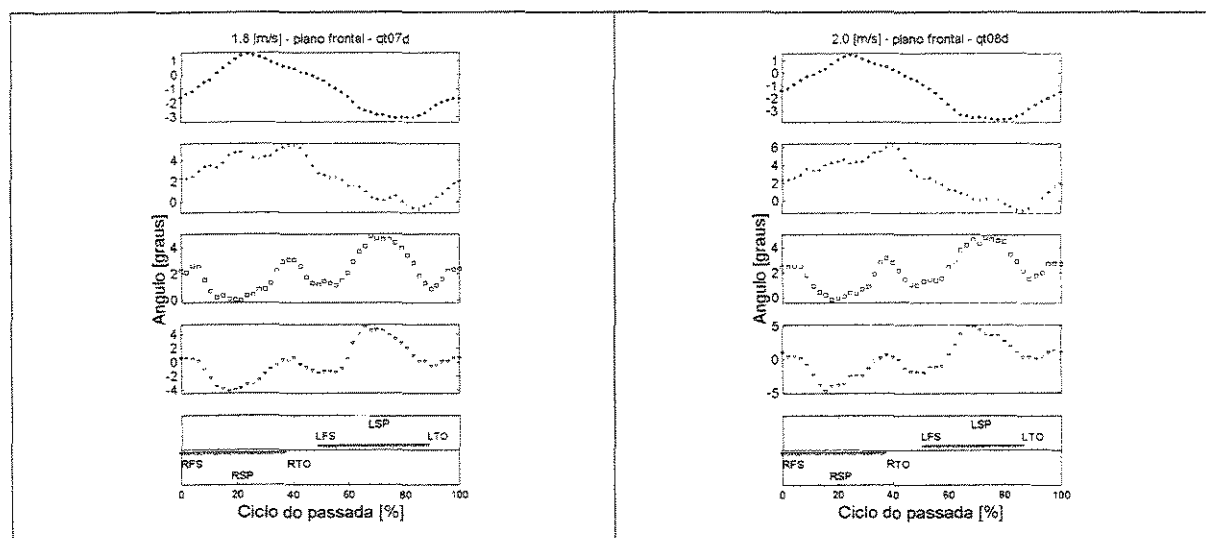 1.8 [m/s] - plano frontal - qt07d
1
0
-1
-2
-3
4
2
0
4
2
0
4
2
0
-2
-4
Angulo [graus]
LSP
LFS
LTO
RFS
RTO
RSP
0
20
40
60
80
100
Ciclo do passada [%]
2.0 [m/s] - plano frontal - qt08d
1
0
-1
-2
-3
6
4
2
0
4
2
0
5
0
-5
Angulo [graus]
LSP
LFS
LTO
RFS
RTO
RSP
0
20
40
60
80
100
Ciclo do passada [%]